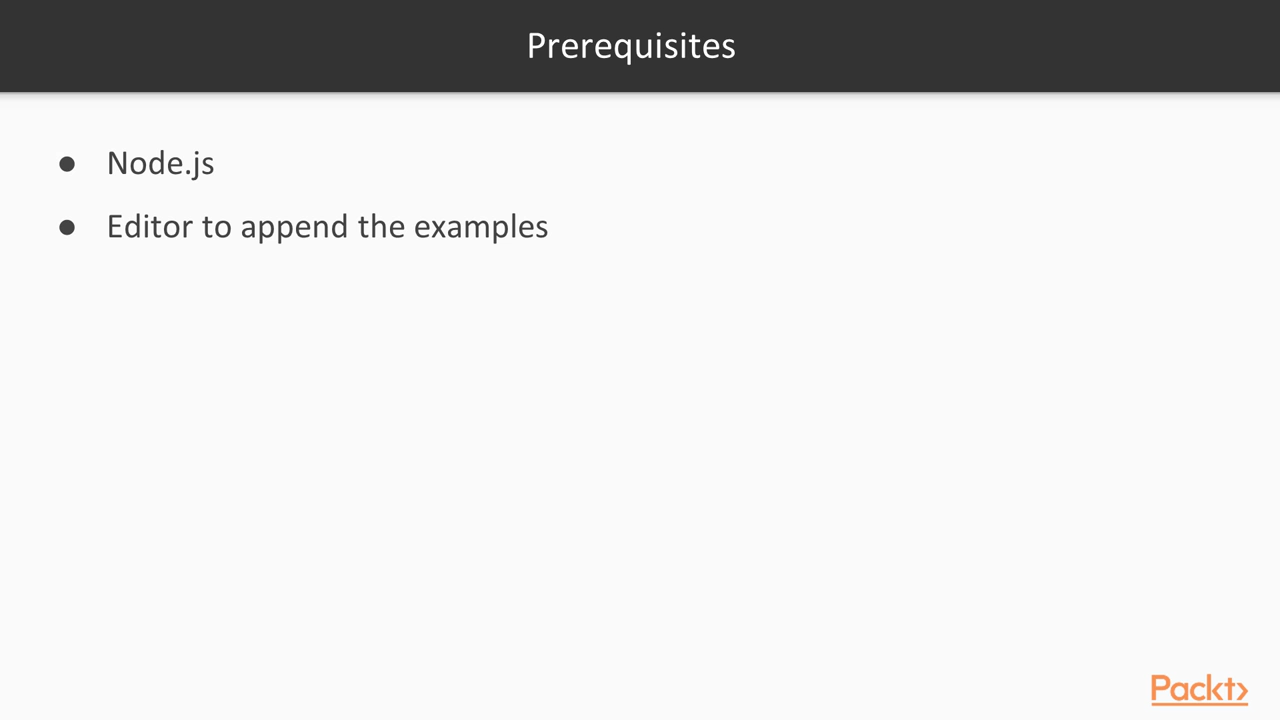 Prerequisites
● Node.js
● Editor to append the examples
Packt>